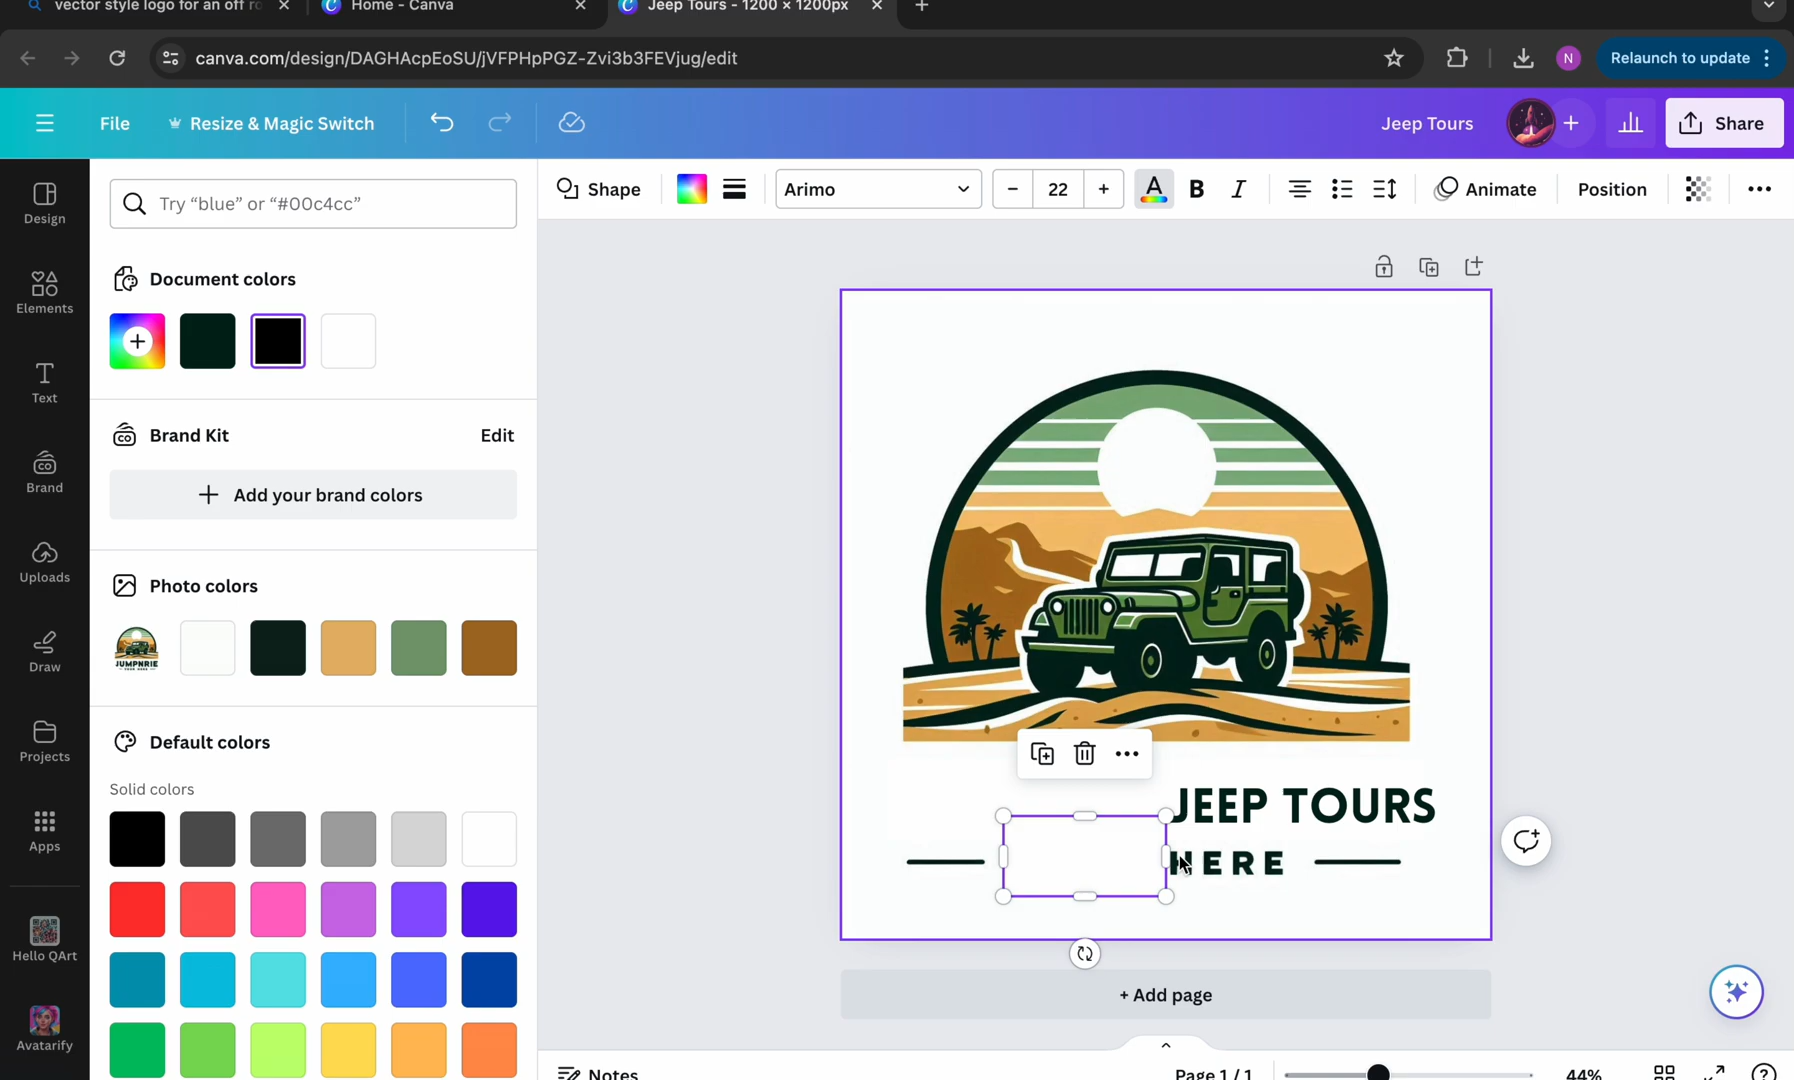 vector style logo for an off ro
Home - Canva
Jeep Tours - 1200 × 1200px
canva.com/design/DAGHAcpEoSU/jVFPHpPGZ-Zvi3b3FEVjug/edit
N
Relaunch to update
File
Resize & Magic Switch
Jeep Tours
Share
Design
Elements
Text
Brand
Uploads
Draw
Projects
Apps
Hello QArt
Avatarify
Try “blue” or “#00c4cc”
Document colors
Brand Kit
Edit
Add your brand colors
Photo colors
JUMPNRIE
Default colors
Solid colors
Shape
Arimo
22
A
B
I
Animate
Position
JEEP TOURS
HERE
+ Add page
Notes
Page 1 / 1
44%